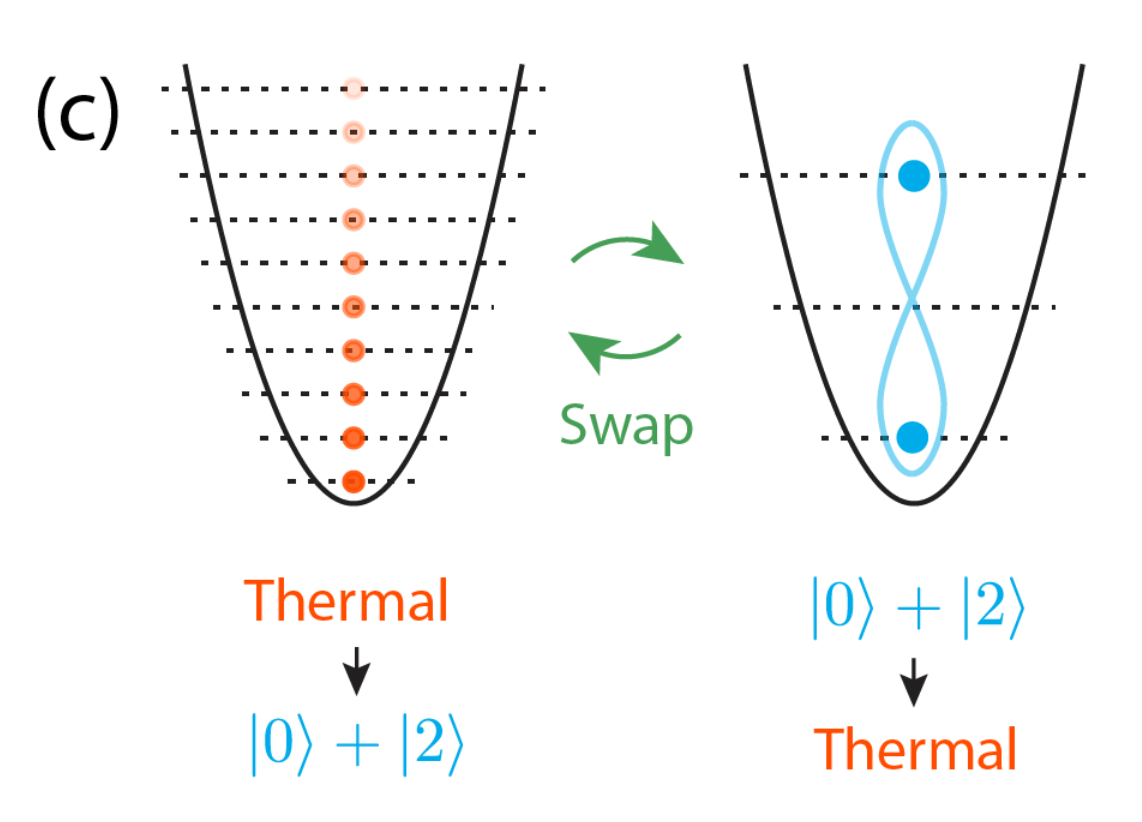 (c)
Swap
Thermal
|0⟩ + |2⟩
|0⟩ + |2⟩
Thermal